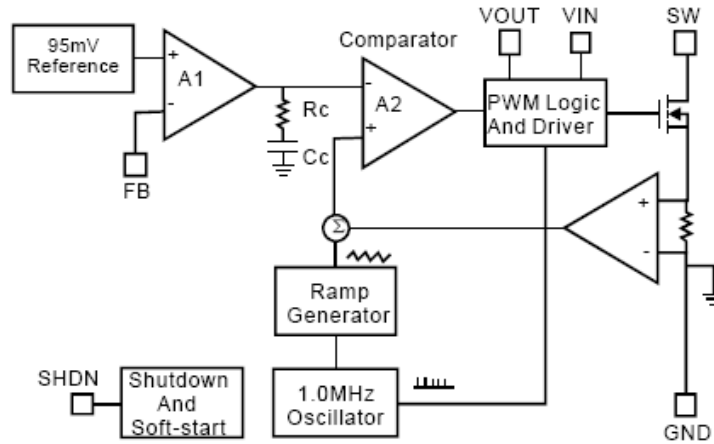 VOUT
VIN
SW
95mV
Reference
+
-
A1
Comparator
-
A2
+
PWM Logic
And Driver
Rc
Cc
FB
+
-
Σ
Ramp
Generator
SHDN
Shutdown
And
Soft-start
1.0MHz
Oscillator
GND